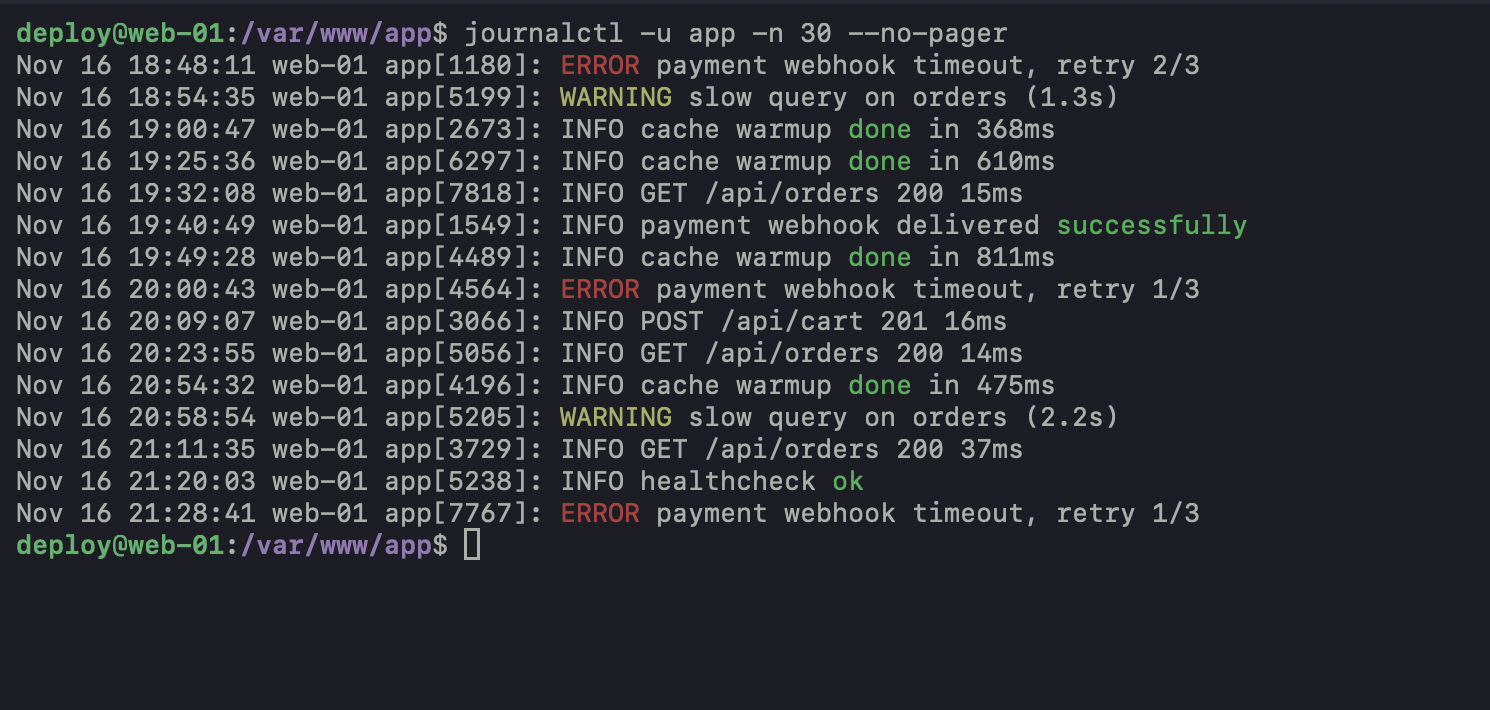 deploy@web-01:/var/www/app$ journalctl -u app -n 30 --no-pager
Nov 16 18:48:11 web-01 app[1180]: ERROR payment webhook timeout, retry 2/3
Nov 16 18:54:35 web-01 app[5199]: WARNING slow query on orders (1.3s)
Nov 16 19:00:47 web-01 app[2673]: INFO cache warmup done in 368ms
Nov 16 19:25:36 web-01 app[6297]: INFO cache warmup done in 610ms
Nov 16 19:32:08 web-01 app[7818]: INFO GET /api/orders 200 15ms
Nov 16 19:40:49 web-01 app[1549]: INFO payment webhook delivered successfully
Nov 16 19:49:28 web-01 app[4489]: INFO cache warmup done in 811ms
Nov 16 20:00:43 web-01 app[4564]: ERROR payment webhook timeout, retry 1/3
Nov 16 20:09:07 web-01 app[3066]: INFO POST /api/cart 201 16ms
Nov 16 20:23:55 web-01 app[5056]: INFO GET /api/orders 200 14ms
Nov 16 20:54:32 web-01 app[4196]: INFO cache warmup done in 475ms
Nov 16 20:58:54 web-01 app[5205]: WARNING slow query on orders (2.2s)
Nov 16 21:11:35 web-01 app[3729]: INFO GET /api/orders 200 37ms
Nov 16 21:20:03 web-01 app[5238]: INFO healthcheck ok
Nov 16 21:28:41 web-01 app[7767]: ERROR payment webhook timeout, retry 1/3
deploy@web-01:/var/www/app$